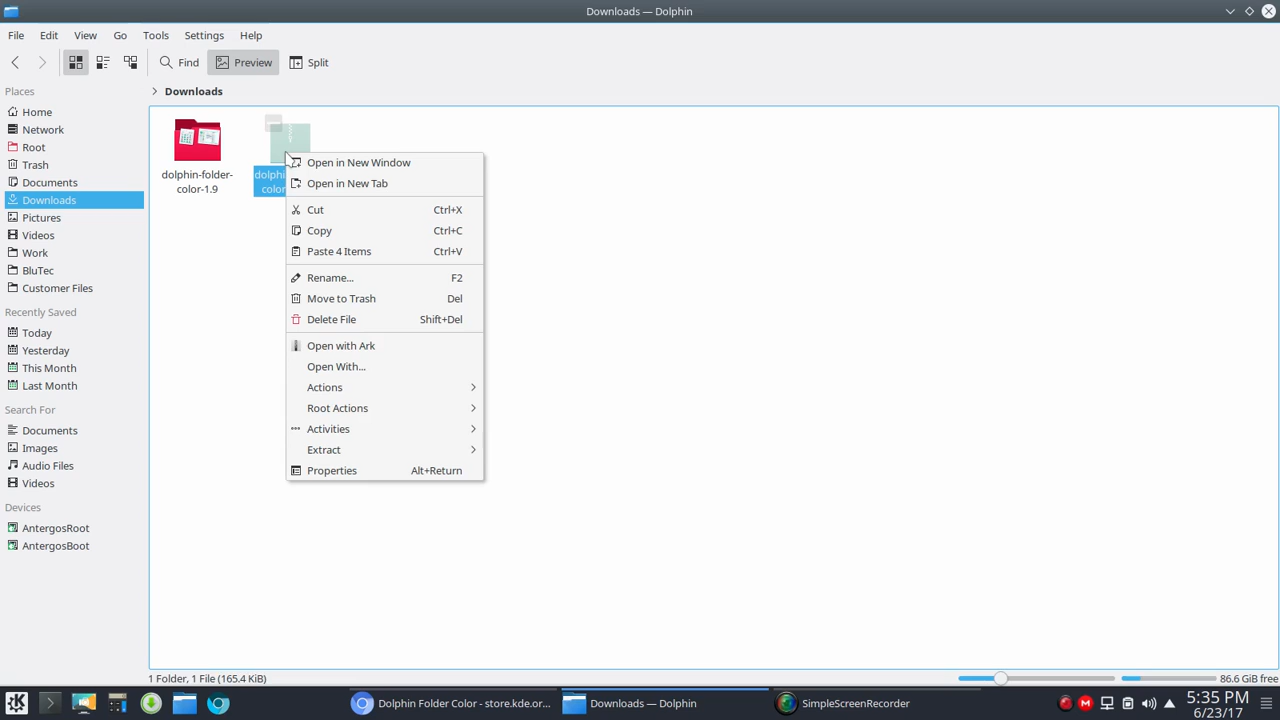 Downloads — Dolphin
File Edit View Go Tools Settings Help
Find Preview Split
Places
Home
Network
Root
Trash
Documents
Downloads
Pictures
Videos
Work
BluTec
Customer Files
Recently Saved
Today
Yesterday
This Month
Last Month
Search For
Documents
Images
Audio Files
Videos
Devices
AntergosRoot
AntergosBoot
Downloads
dolphin-folder-
color-1.9
Open in New Window
Open in New Tab
Cut Ctrl+X
Copy Ctrl+C
Paste 4 Items Ctrl+V
Rename... F2
Move to Trash Del
Delete File Shift+Del
Open with Ark
Open With...
Actions
Root Actions
Activities
Extract
Properties Alt+Return
1 Folder, 1 File (165.4 KiB)
86.6 GiB free
Dolphin Folder Color - store.kde.or...
Downloads — Dolphin
SimpleScreenRecorder
5:35 PM
6/23/17